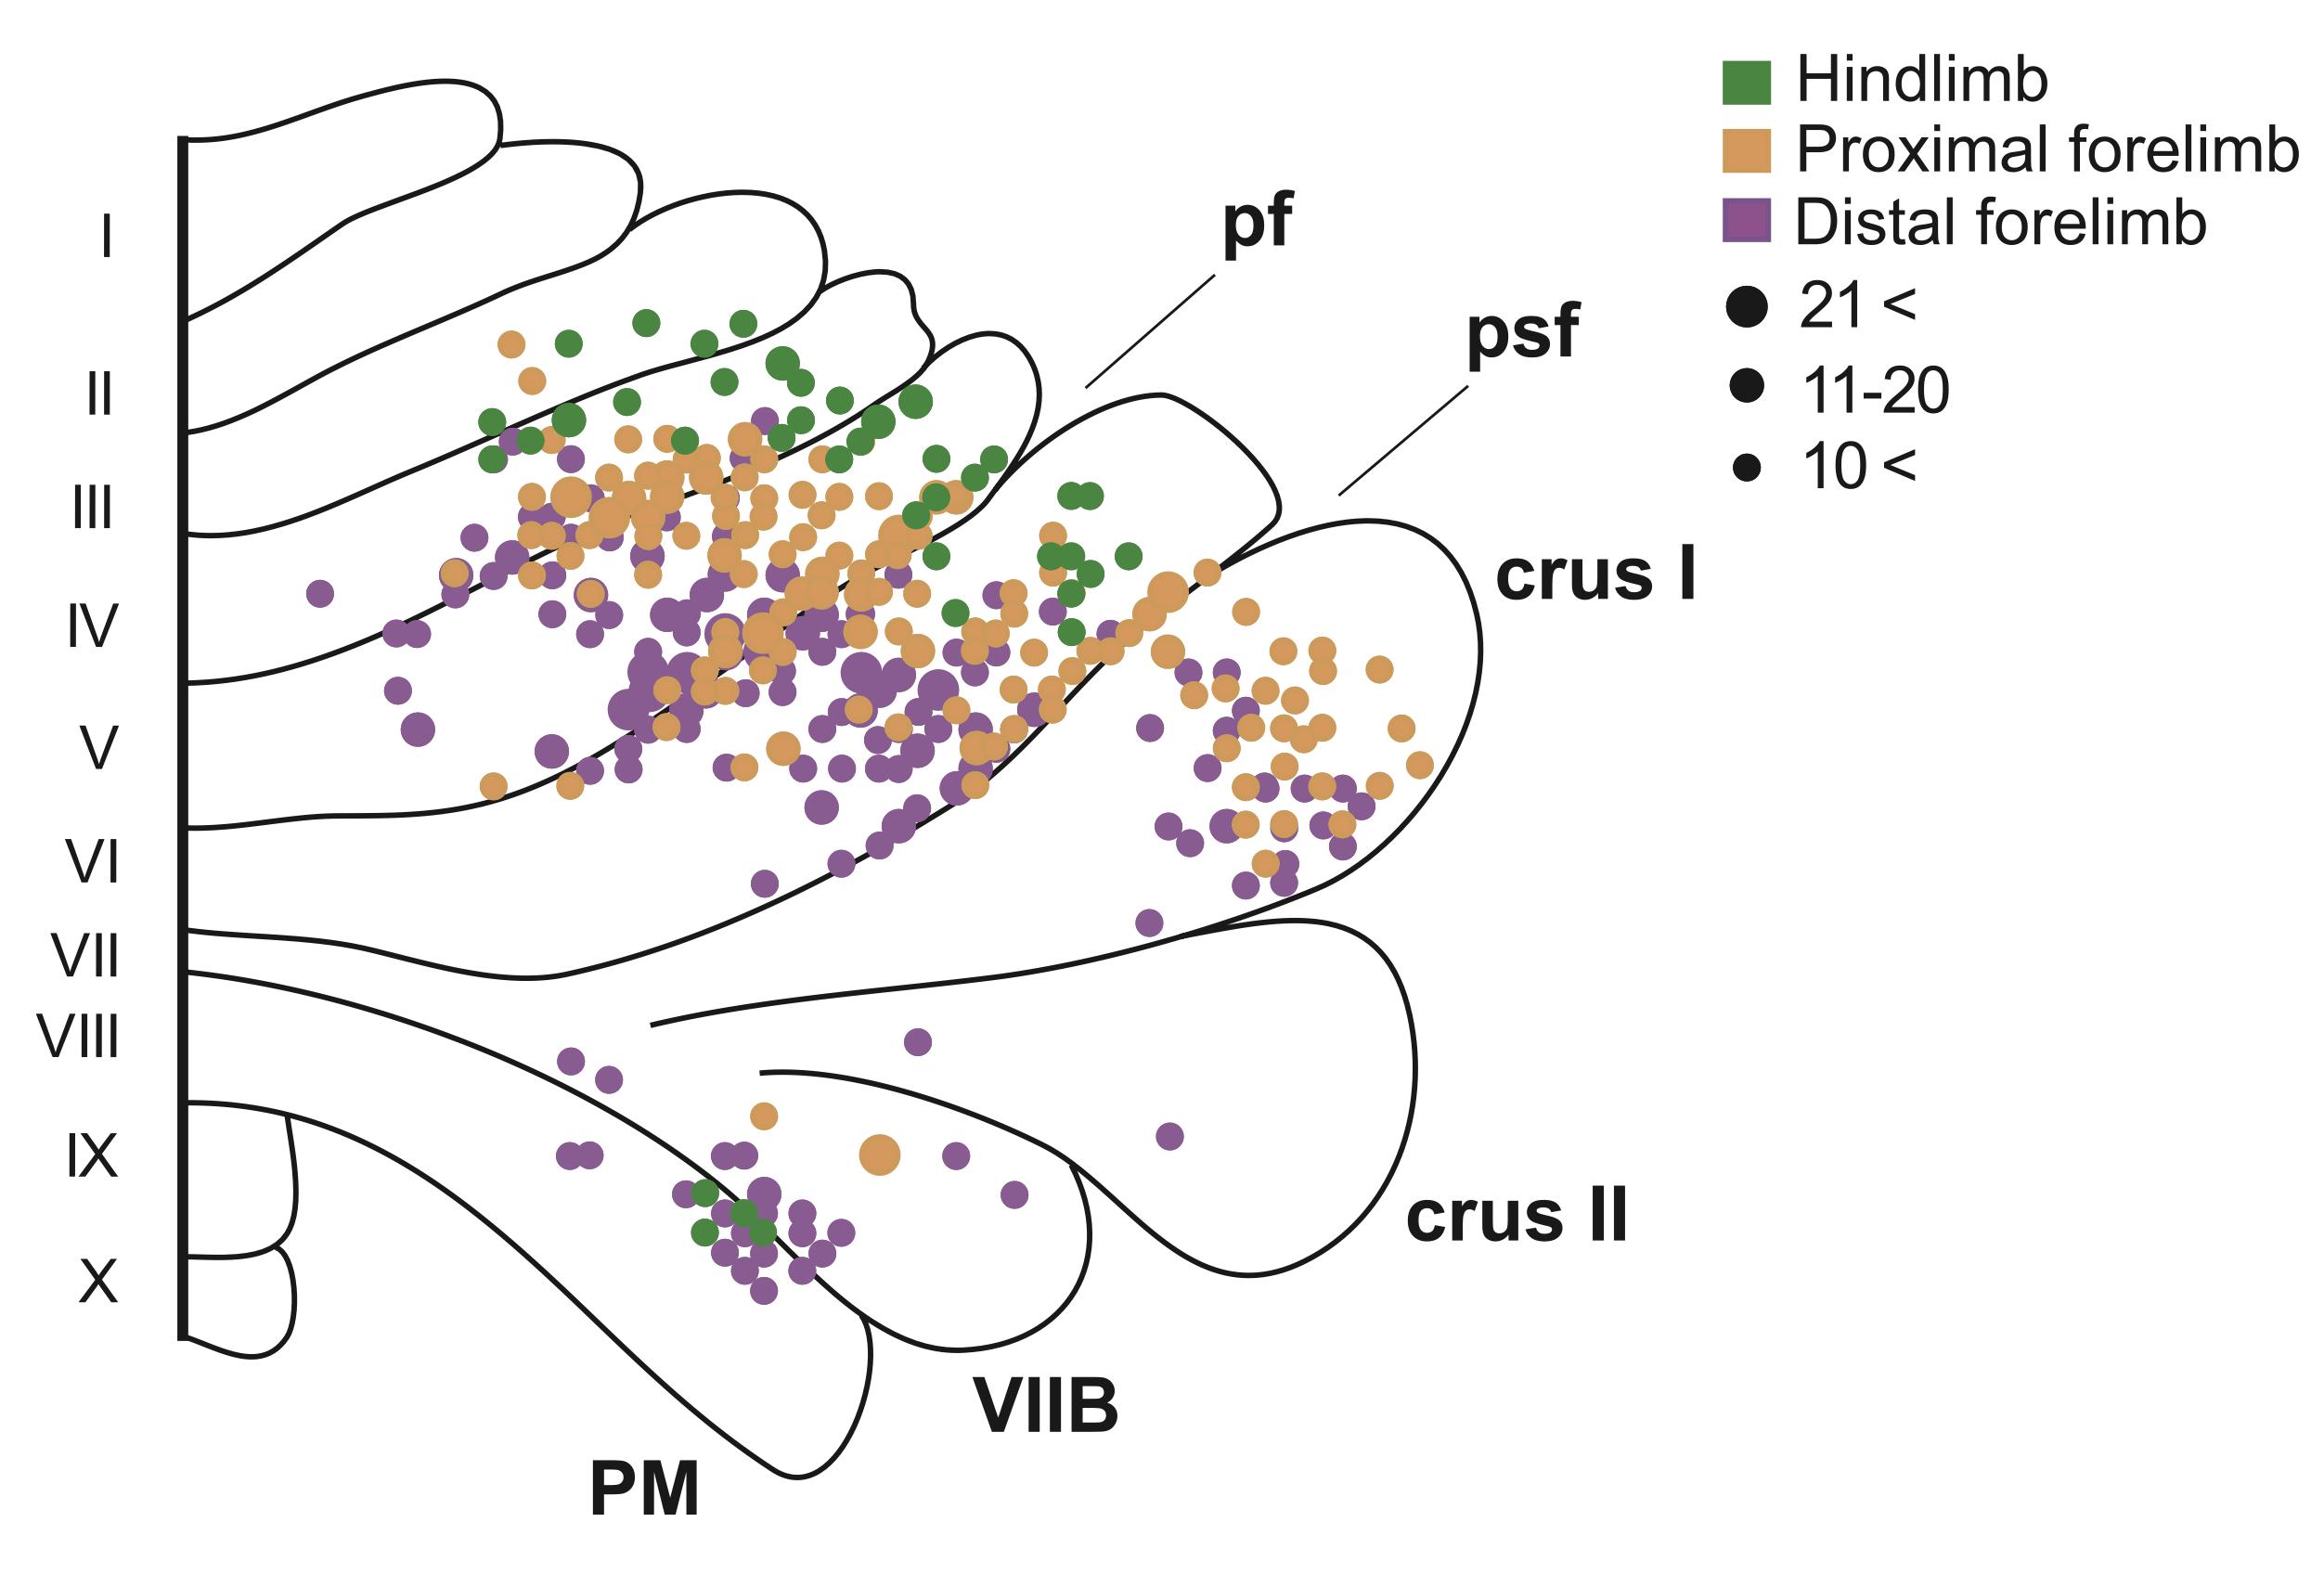 Hindlimb
Proximal forelimb
Distal forelimb
21 <
11-20
10 <
pf
psf
crus I
crus II
VIIB
PM
I
II
III
IV
V
VI
VII
VIII
IX
X